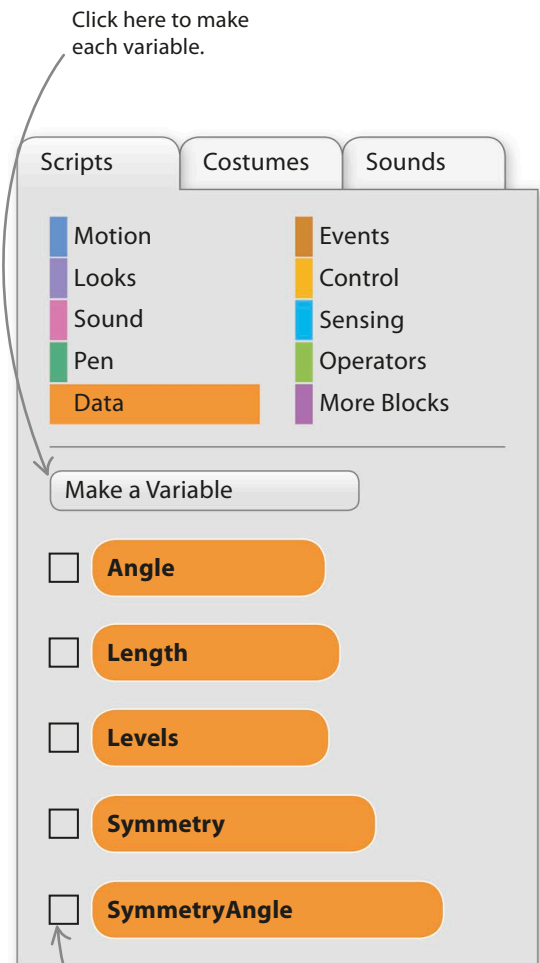 Click here to make
each variable.
Scripts Costumes Sounds
Motion Events
Looks Control
Sound Sensing
Pen Operators
Data More Blocks
Make a Variable
Angle
Length
Levels
Symmetry
SymmetryAngle